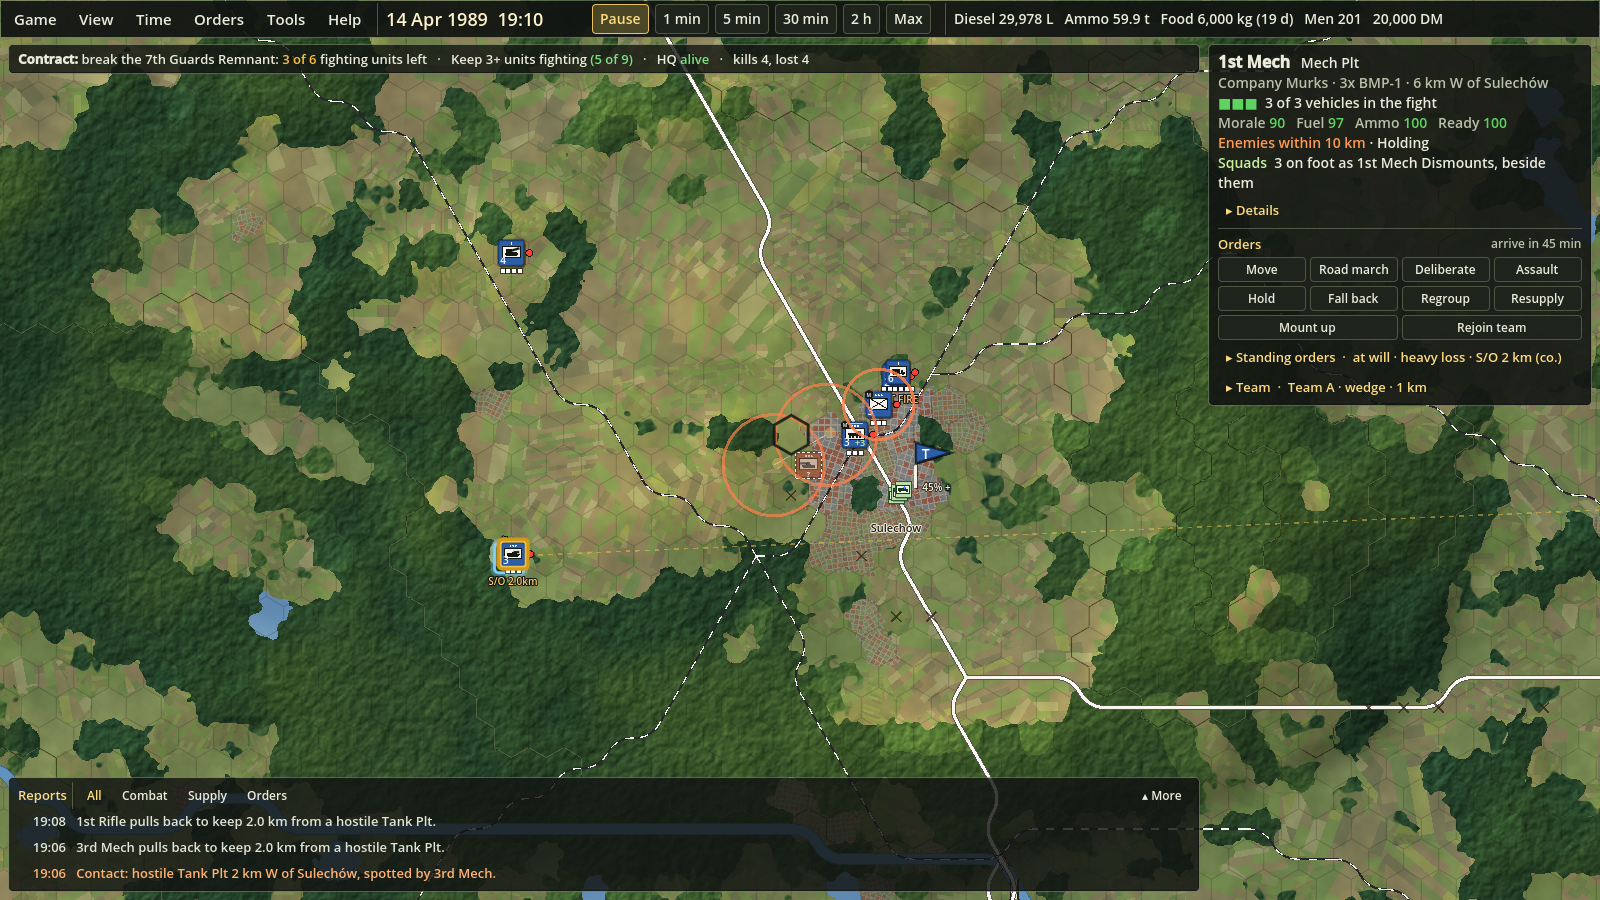 Game View Time Orders Tools Help 14 Apr 1989 19:10 Pause 1 min 5 min 30 min 2 h Max Diesel 29,978 L Ammo 59.9 t Food 6,000 kg (19 d) Men 201 20,000 DM
Contract: break the 7th Guards Remnant: 3 of 6 fighting units left · Keep 3+ units fighting (5 of 9) · HQ alive · kills 4, lost 4
1st Mech Mech Plt
Company Murks · 3x BMP-1 · 6 km W of Sulechów
3 of 3 vehicles in the fight
Morale 90 Fuel 97 Ammo 100 Ready 100
Enemies within 10 km · Holding
Squads 3 on foot as 1st Mech Dismounts, beside
them
▸ Details
Orders arrive in 45 min
Move Road march Deliberate Assault
Hold Fall back Regroup Resupply
Mount up Rejoin team
▸ Standing orders · at will · heavy loss · S/O 2 km (co.)
▸ Team · Team A · wedge · 1 km
4
6
FIRE
3 +3
T
45% +
Sulechów
S/O 2.0km
Reports All Combat Supply Orders ▴ More
19:08 1st Rifle pulls back to keep 2.0 km from a hostile Tank Plt.
19:06 3rd Mech pulls back to keep 2.0 km from a hostile Tank Plt.
19:06 Contact: hostile Tank Plt 2 km W of Sulechów, spotted by 3rd Mech.